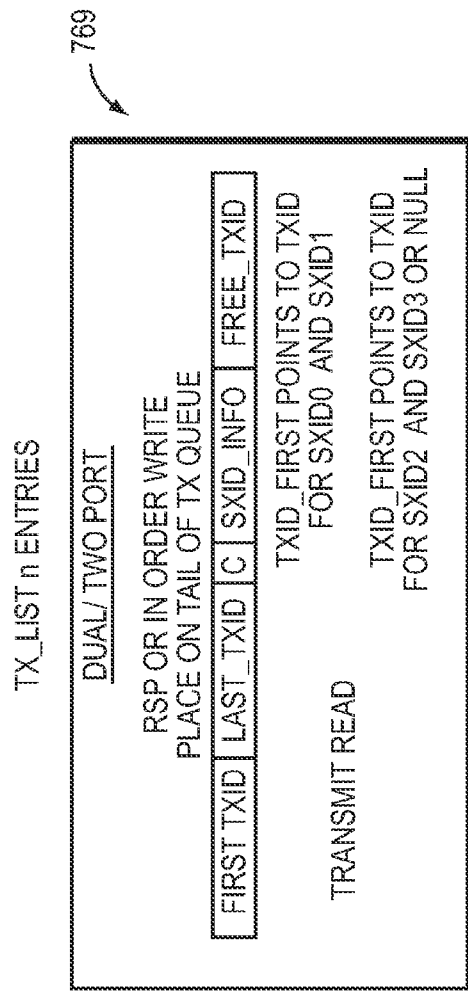 TX_LIST n ENTRIES
769
DUAL/ TWO PORT
RSP OR IN ORDER WRITE
PLACE ON TAIL OF TX QUEUE
FIRST TXID LAST_TXID C SXID_INFO FREE_TXID
TRANSMIT READ
TXID_FIRST POINTS TO TXID
FOR SXID0 AND SXID1
TXID_FIRST POINTS TO TXID
FOR SXID2 AND SXID3 OR NULL